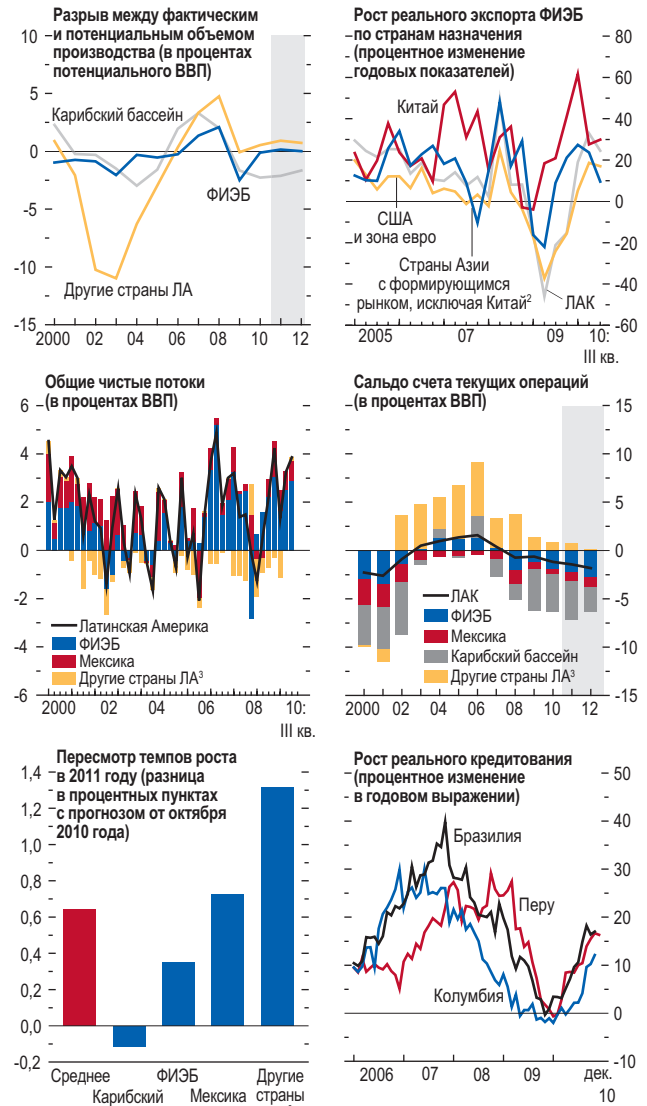 Разрыв между фактическим
и потенциальным объемом
производства (в процентах
потенциального ВВП)
10
5
0
-5
-10
-15
Карибский бассейн
ФИЭБ
Другие страны ЛА
2000 02 04 06 08 10 12
Рост реального экспорта ФИЭБ
по странам назначения
(процентное изменение
годовых показателей)
80
60
40
20
0
-20
-40
-60
Китай
США
и зона евро
Страны Азии
с формирующимся
рынком, исключая Китай²
ЛАК
2005 07 09 10:
III кв.
Общие чистые потоки
(в процентах ВВП)
6
4
2
0
-2
-4
-6
Латинская Америка
ФИЭБ
Мексика
Другие страны ЛА³
2000 02 04 06 08 10:
III кв.
Сальдо счета текущих операций
(в процентах ВВП)
15
10
5
0
-5
-10
-15
ЛАК
ФИЭБ
Мексика
Карибский бассейн
Другие страны ЛА³
2000 02 04 06 08 10 12
Пересмотр темпов роста
в 2011 году (разница
в процентных пунктах
с прогнозом от октября
2010 года)
1,4
1,2
1,0
0,8
0,6
0,4
0,2
0,0
-0,2
Среднее ФИЭБ Другие
Карибский Мексика страны
Рост реального кредитования
(процентное изменение
в годовом выражении)
50
40
30
20
10
0
-10
Бразилия
Перу
Колумбия
2006 07 08 09 дек.
10